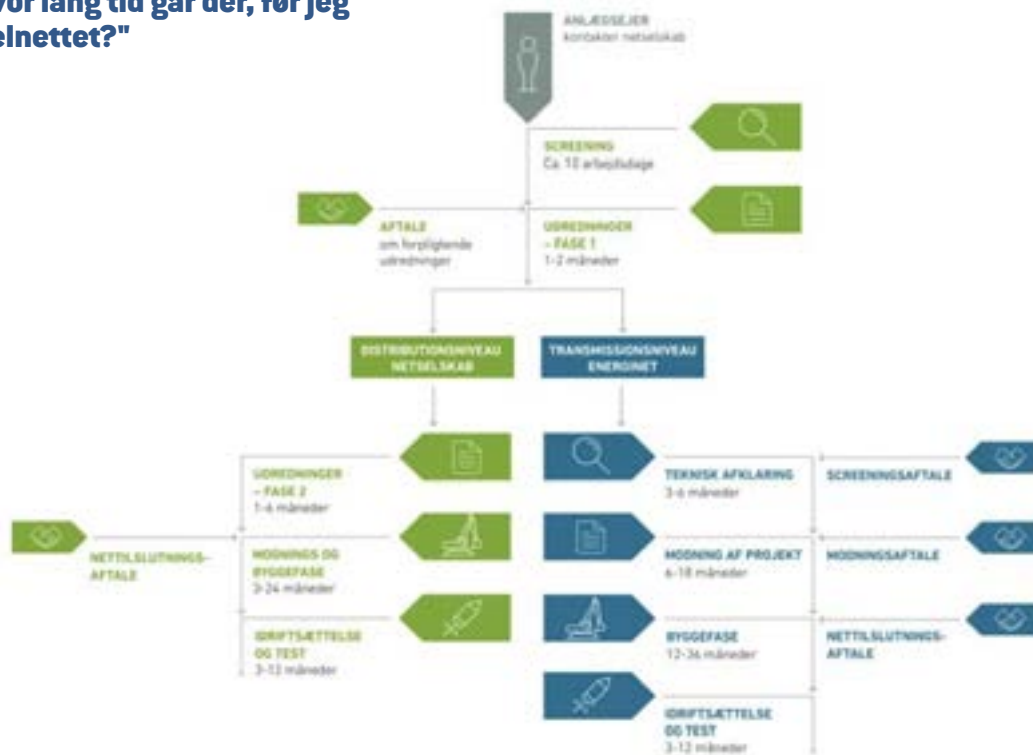 vor lang tid går der, før jeg
elnettet?"
ANLÆGSEJER
kontakter netselskab
SCREENING
Ca. 10 arbejdsdage
AFTALE
om forpligtende
udredninger
UDREDNINGER
– FASE 1
1-2 måneder
DISTRIBUTIONSNIVEAU
NETSELSKAB
TRANSMISSIONSNIVEAU
ENERGINET
UDREDNINGER
– FASE 2
måneder
NETTILSLUTNINGS-
AFTALE
MODNINGS OG
BYGGEFASE
3-24 måneder
IDRIFTSÆTTELSE
OG TEST
3-12 måneder
TEKNISK AFKLARING
3-6 måneder
SCREENINGSAFTALE
MODNING AF PROJEKT
6-18 måneder
MODNINGSAFTALE
BYGGEFASE
12-36 måneder
NETTILSLUTNINGS-
AFTALE
IDRIFTSÆTTELSE
OG TEST
3-12 måneder